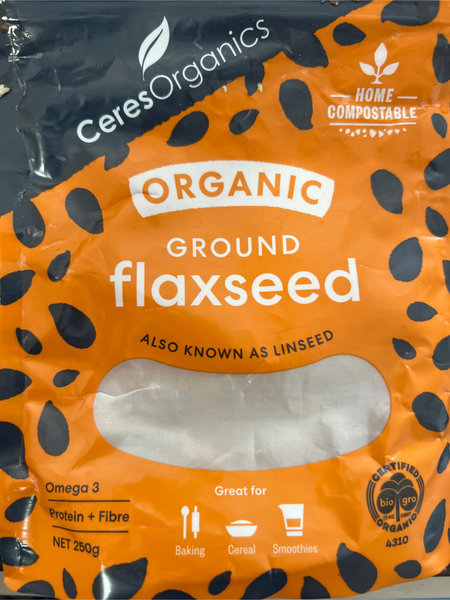 CeresOrganics
HOME
COMPOSTABLE
ORGANIC
GROUND
flaxseed
ALSO KNOWN AS LINSEED
Omega 3
Protein + Fibre
NET 250g
Great for
Baking
Cereal
Smoothies
CERTIFIED
bio gro
ORGANIC
4310